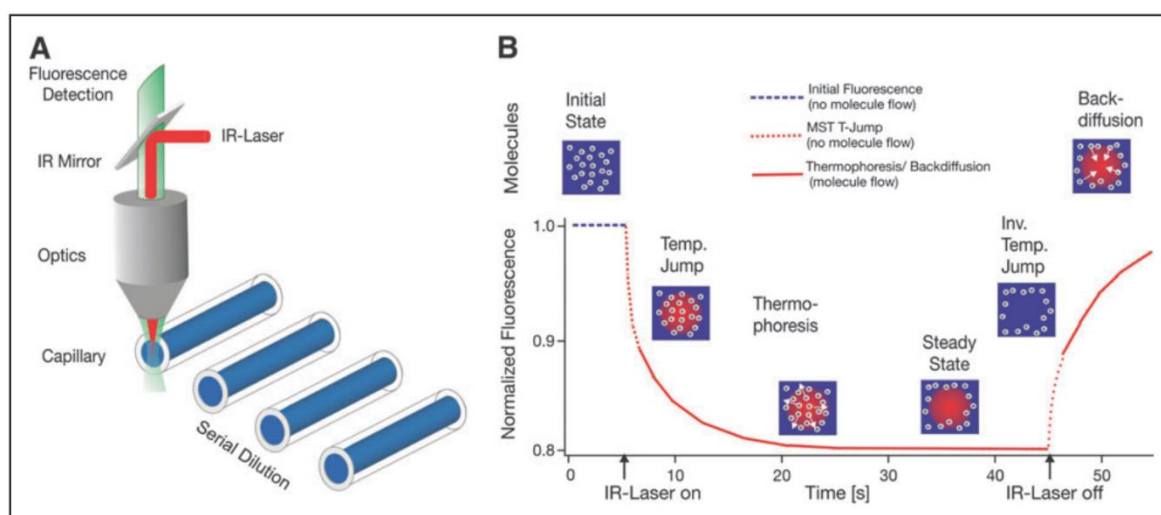 A
Fluorescence
Detection
IR-Laser
IR Mirror
Optics
Capillary
Serial Dilution
B
Molecules
Initial
State
Initial Fluorescence
(no molecule flow)
MST T-Jump
(no molecule flow)
Thermophoresis/ Backdiffusion
(molecule flow)
Back-
diffusion
Normalized Fluorescence
1.0
0.9
0.8
Temp.
Jump
Thermo-
phoresis
Steady
State
Inv.
Temp.
Jump
0
10
20
30
40
50
IR-Laser on
Time [s]
IR-Laser off